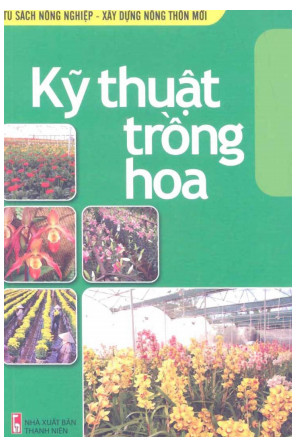 TỦ SÁCH NÔNG NGHIỆP - XÂY DỰNG NÔNG THÔN MỚI
Kỹ thuật
trồng
hoa
NHÀ XUẤT BẢN
THANH NIÊN